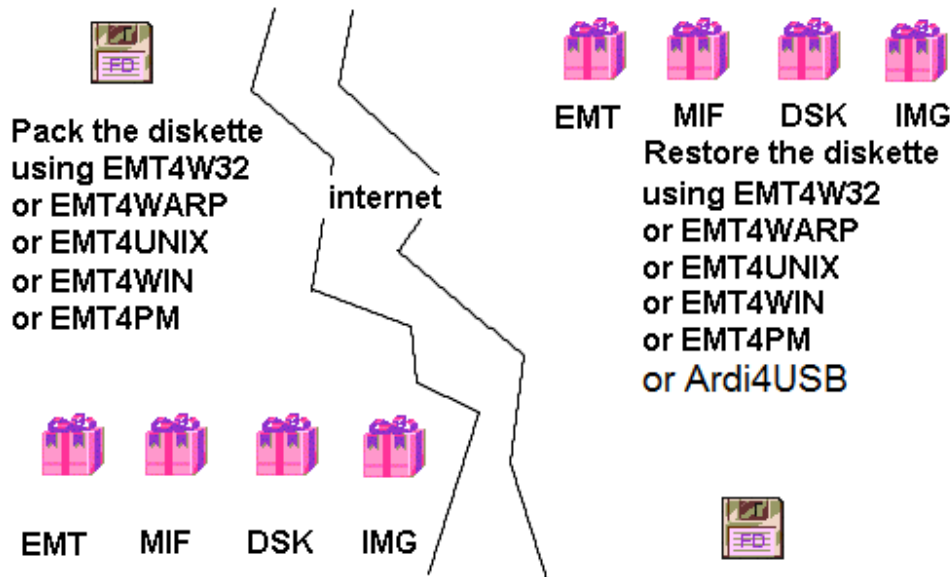 FD
Pack the diskette
using EMT4W32
or EMT4WARP
or EMT4UNIX
or EMT4WIN
or EMT4PM
EMT MIF DSK IMG
internet
EMT MIF DSK IMG
Restore the diskette
using EMT4W32
or EMT4WARP
or EMT4UNIX
or EMT4WIN
or EMT4PM
or Ardi4USB
FD